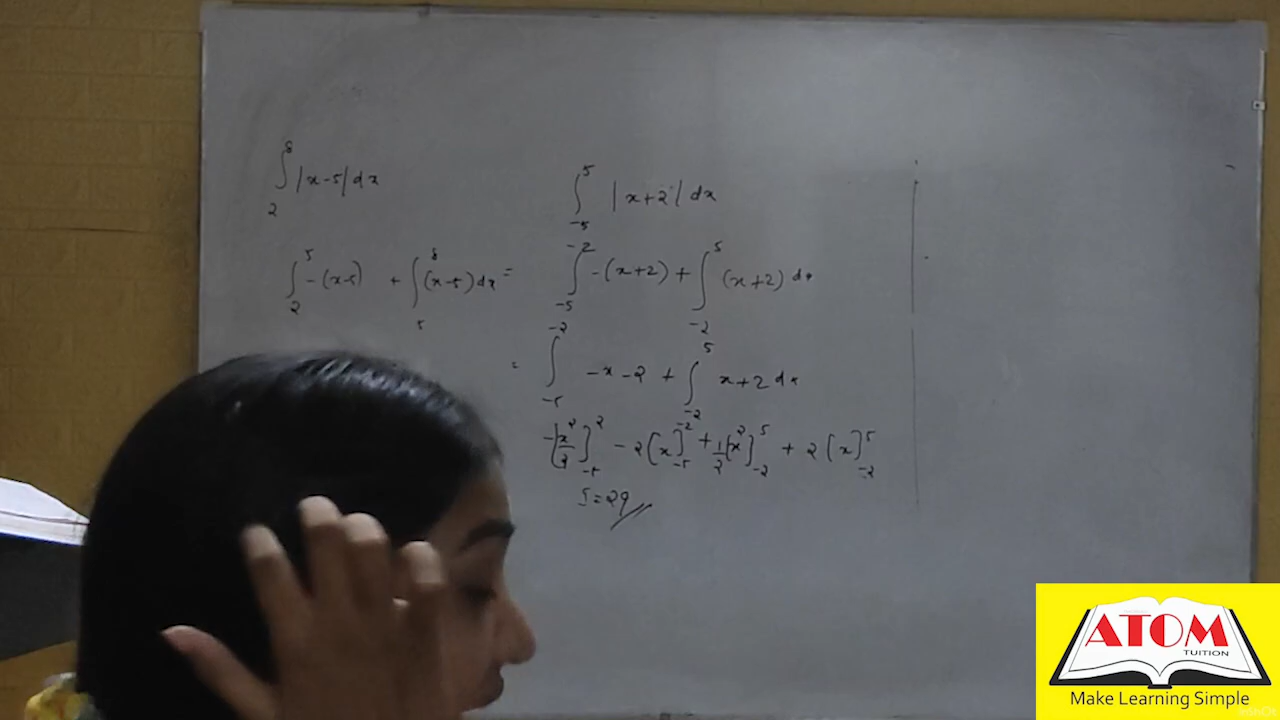 ∫₂⁸ |x-5| dx
∫₂⁵ -(x-5) + ∫₅⁸ (x-5) dx =
∫₋₅⁵ |x+2| dx
∫₋₅⁻² -(x+2) + ∫₋₂⁵ (x+2) dx
= ∫₋₅⁻² -x-2 + ∫₋₂⁵ x+2 dx
-[x²/2]₋₅² - 2[x]₋₅⁻² + 1/2[x²]₋₂⁵ + 2[x]₋₂⁵
I=29//
ATOM
TUITION
Make Learning Simple